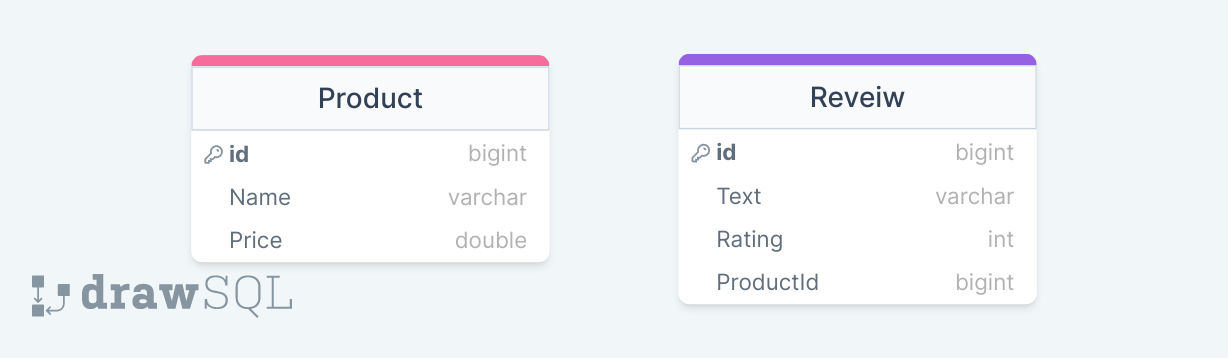 Product
id bigint
Name varchar
Price double
Reveiw
id bigint
Text varchar
Rating int
ProductId bigint
drawSQL